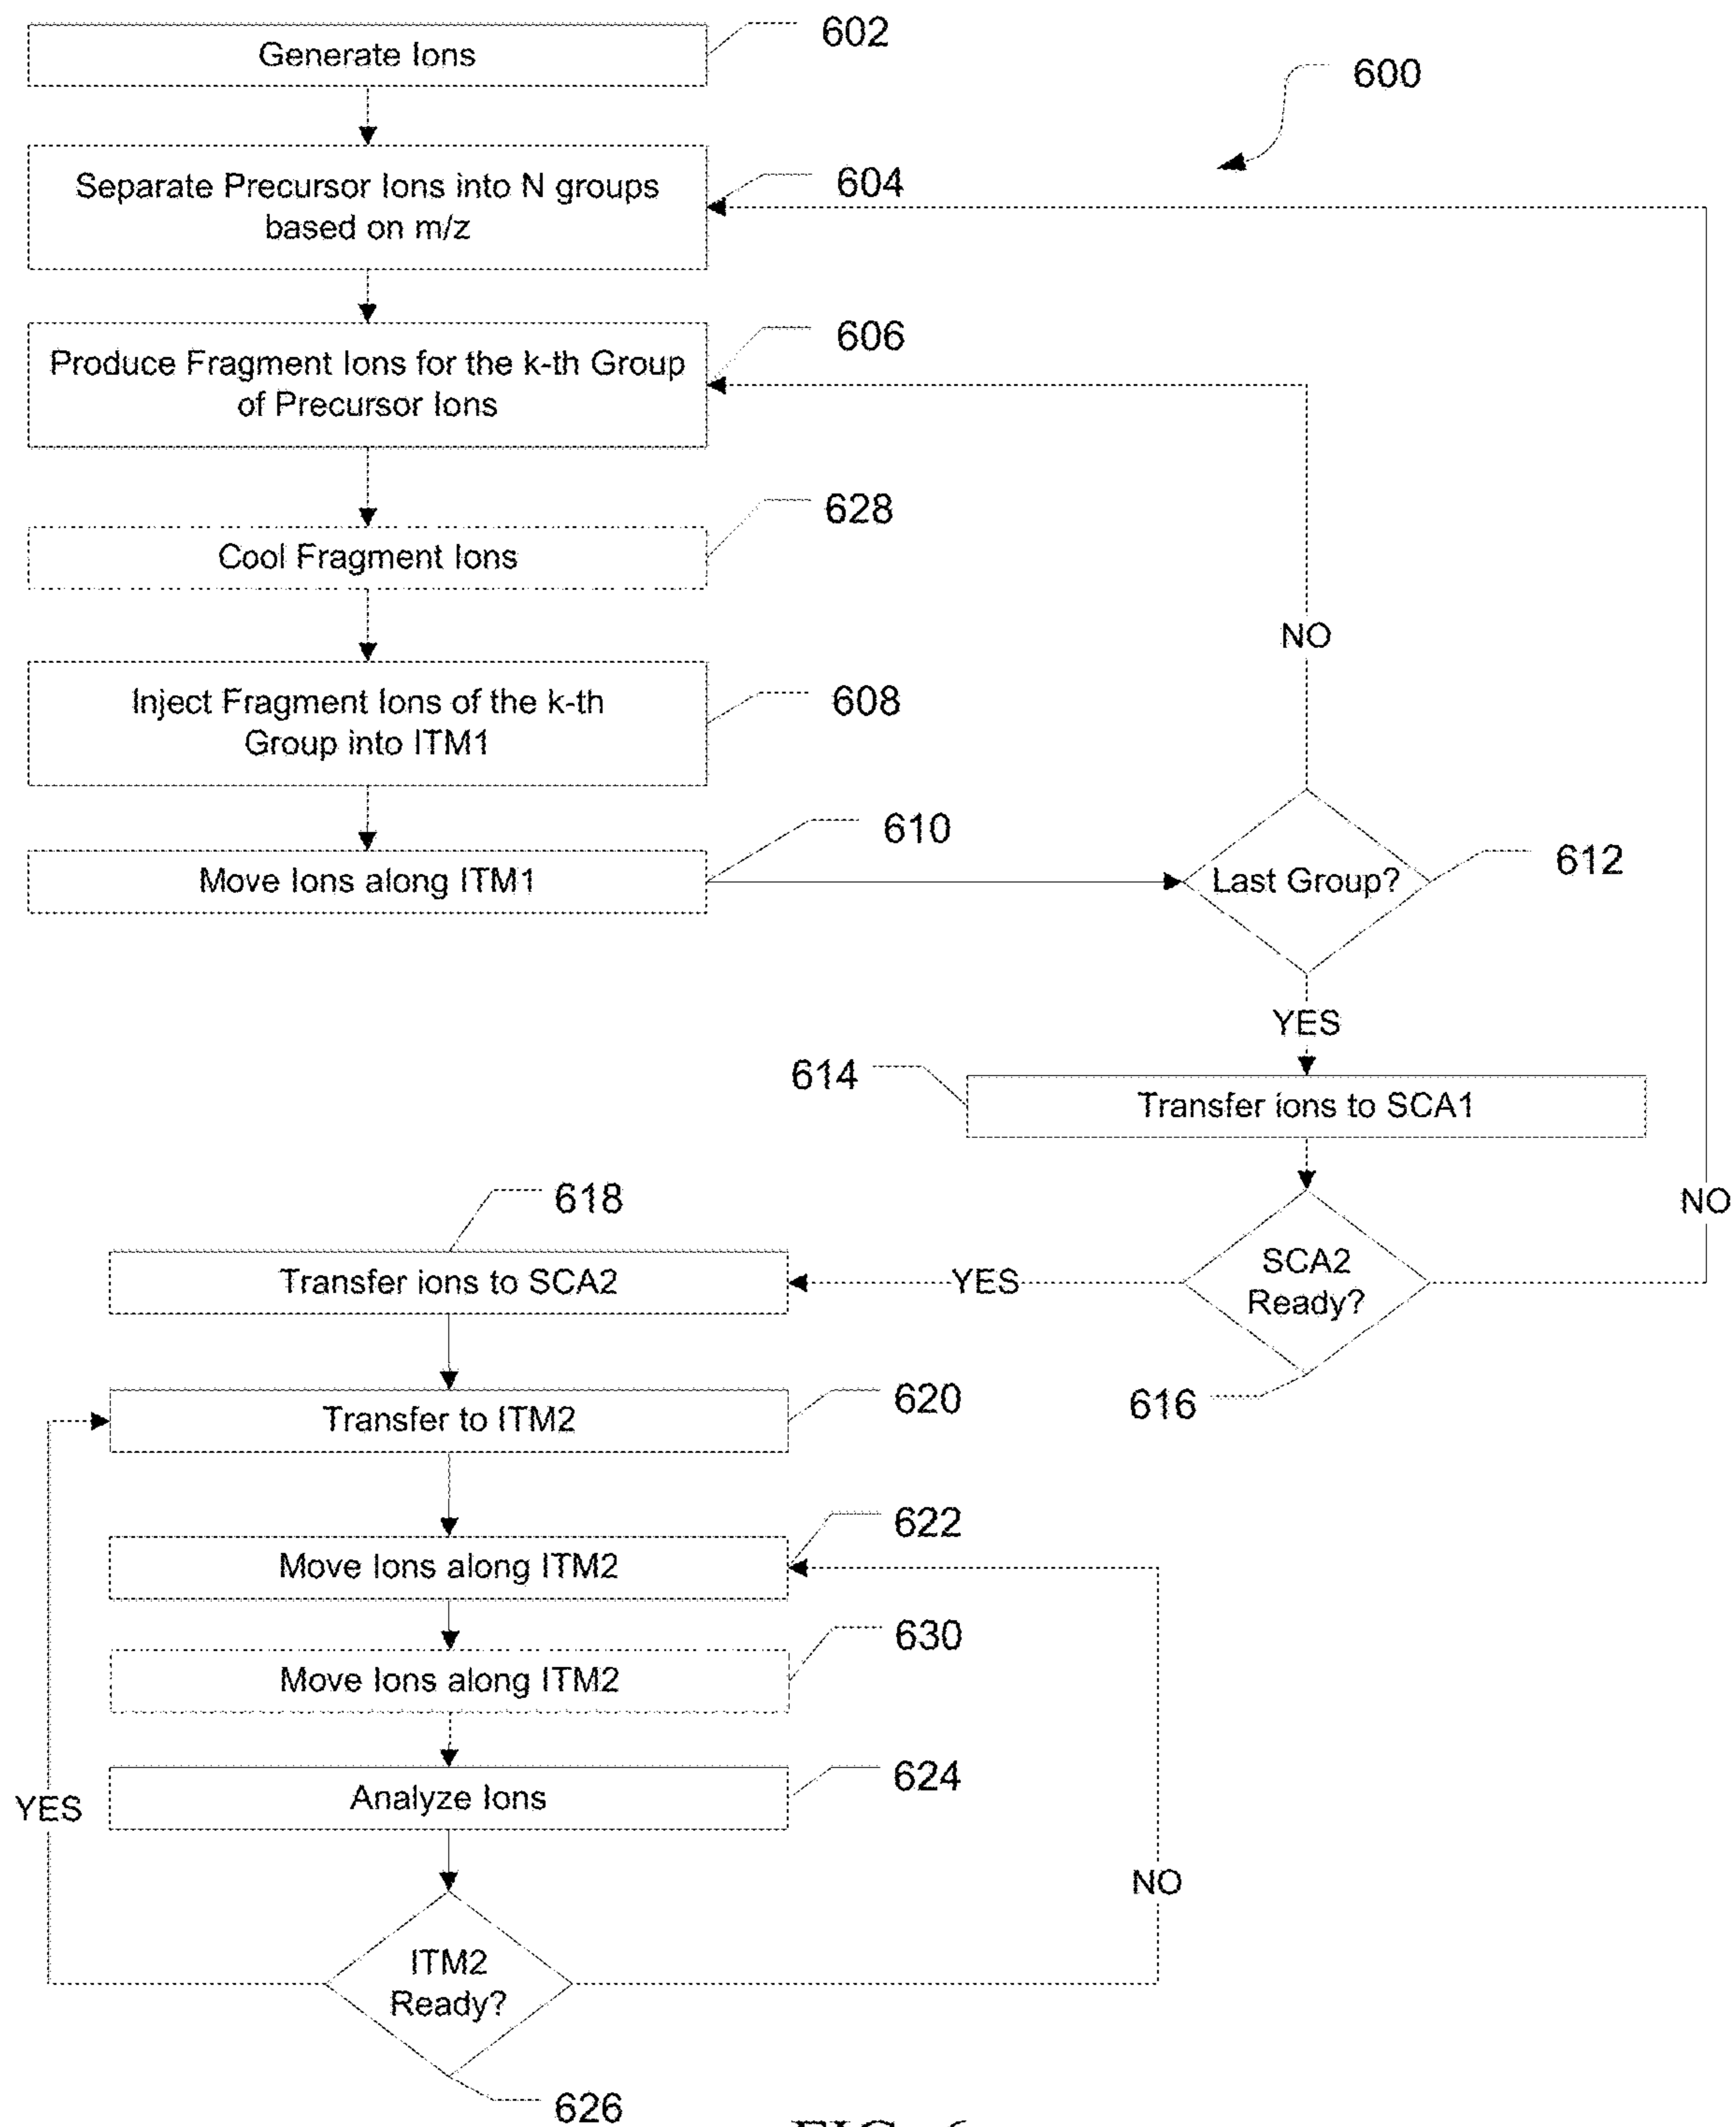 Generate Ions
602
600
Separate Precursor Ions into N groups
based on m/z
604
Produce Fragment Ions for the k-th Group
of Precursor Ions
606
Cool Fragment Ions
628
Inject Fragment Ions of the k-th
Group into ITM1
608
NO
Move Ions along ITM1
610
Last Group?
612
YES
614
Transfer ions to SCA1
NO
618
Transfer ions to SCA2
YES
SCA2
Ready?
616
Transfer to ITM2
620
Move Ions along ITM2
622
Move Ions along ITM2
630
Analyze Ions
624
YES
NO
ITM2
Ready?
626